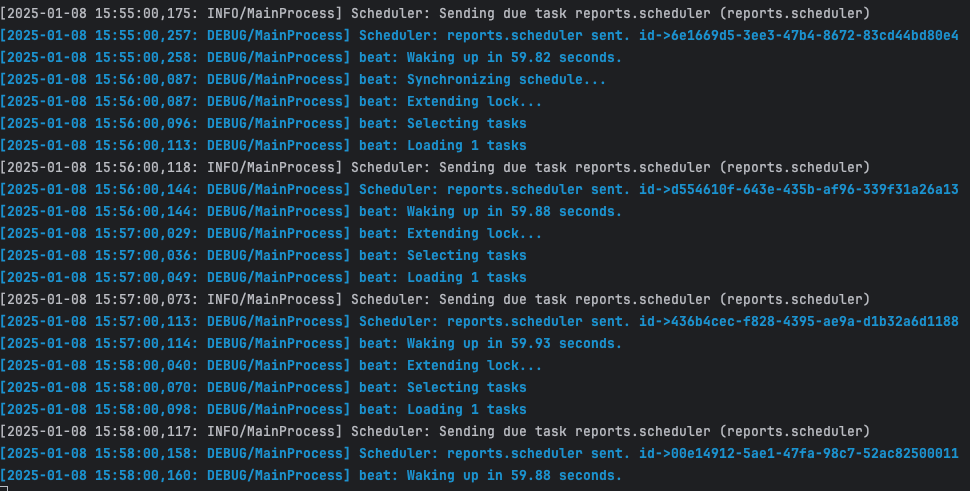 [2025-01-08 15:55:00,175: INFO/MainProcess] Scheduler: Sending due task reports.scheduler (reports.scheduler)
[2025-01-08 15:55:00,257: DEBUG/MainProcess] Scheduler: reports.scheduler sent. id->6e1669d5-3ee3-47b4-8672-83cd44bd80e4
[2025-01-08 15:55:00,258: DEBUG/MainProcess] beat: Waking up in 59.82 seconds.
[2025-01-08 15:56:00,087: DEBUG/MainProcess] beat: Synchronizing schedule...
[2025-01-08 15:56:00,087: DEBUG/MainProcess] beat: Extending lock...
[2025-01-08 15:56:00,096: DEBUG/MainProcess] beat: Selecting tasks
[2025-01-08 15:56:00,113: DEBUG/MainProcess] beat: Loading 1 tasks
[2025-01-08 15:56:00,118: INFO/MainProcess] Scheduler: Sending due task reports.scheduler (reports.scheduler)
[2025-01-08 15:56:00,144: DEBUG/MainProcess] Scheduler: reports.scheduler sent. id->d554610f-643e-435b-af96-339f31a26a13
[2025-01-08 15:56:00,144: DEBUG/MainProcess] beat: Waking up in 59.88 seconds.
[2025-01-08 15:57:00,029: DEBUG/MainProcess] beat: Extending lock...
[2025-01-08 15:57:00,036: DEBUG/MainProcess] beat: Selecting tasks
[2025-01-08 15:57:00,049: DEBUG/MainProcess] beat: Loading 1 tasks
[2025-01-08 15:57:00,073: INFO/MainProcess] Scheduler: Sending due task reports.scheduler (reports.scheduler)
[2025-01-08 15:57:00,113: DEBUG/MainProcess] Scheduler: reports.scheduler sent. id->436b4cec-f828-4395-ae9a-d1b32a6d1188
[2025-01-08 15:57:00,114: DEBUG/MainProcess] beat: Waking up in 59.93 seconds.
[2025-01-08 15:58:00,040: DEBUG/MainProcess] beat: Extending lock...
[2025-01-08 15:58:00,070: DEBUG/MainProcess] beat: Selecting tasks
[2025-01-08 15:58:00,098: DEBUG/MainProcess] beat: Loading 1 tasks
[2025-01-08 15:58:00,117: INFO/MainProcess] Scheduler: Sending due task reports.scheduler (reports.scheduler)
[2025-01-08 15:58:00,158: DEBUG/MainProcess] Scheduler: reports.scheduler sent. id->00e14912-5ae1-47fa-98c7-52ac82500011
[2025-01-08 15:58:00,160: DEBUG/MainProcess] beat: Waking up in 59.88 seconds.